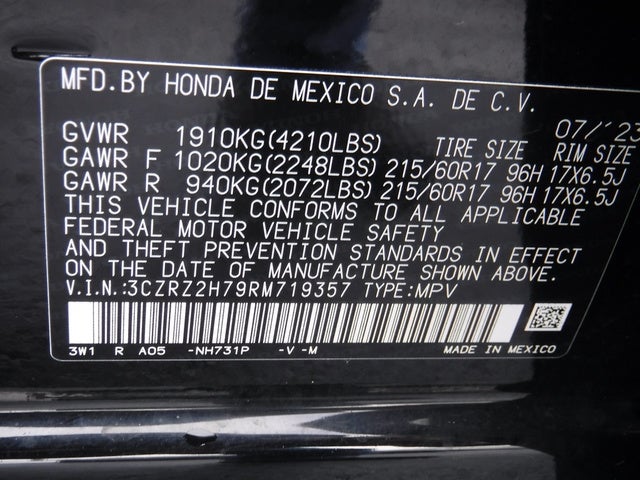 MFD.BY HONDA DE MEXICO S.A. DE C.V.
07/'23
GVWR 1910KG(4210LBS) TIRE SIZE RIM SIZE
GAWR F 1020KG(2248LBS) 215/60R17 96H 17X6.5J
GAWR R 940KG(2072LBS) 215/60R17 96H 17X6.5J
THIS VEHICLE CONFORMS TO ALL APPLICABLE
FEDERAL MOTOR VEHICLE SAFETY
AND THEFT PREVENTION STANDARDS IN EFFECT
ON THE DATE OF MANUFACTURE SHOWN ABOVE.
V.I.N.:3CZRZ2H79RM719357 TYPE:MPV
3W1 R A05 -NH731P -V -M MADE IN MEXICO